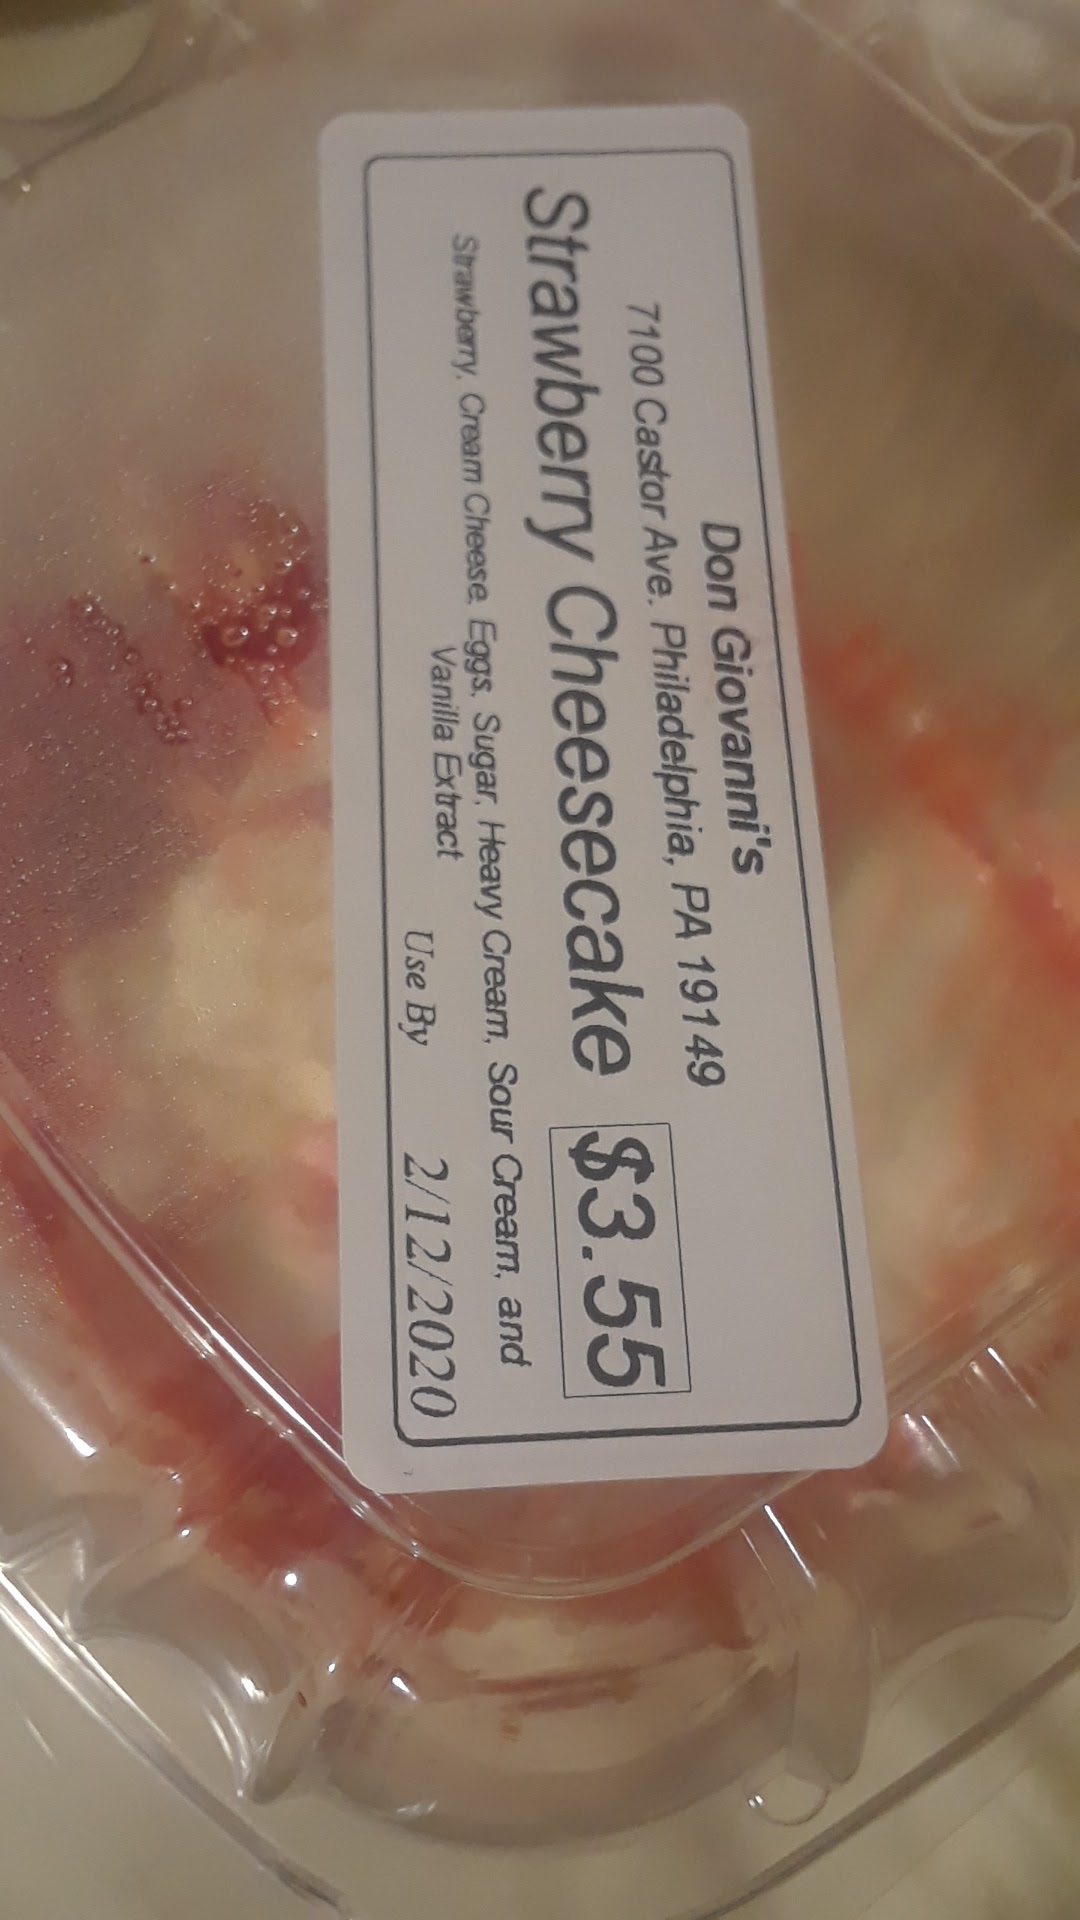 Don Giovanni's
7100 Castor Ave. Philadelphia, PA 19149
Strawberry Cheesecake $3.55
Strawberry, Cream Cheese, Eggs, Sugar, Heavy Cream, Sour Cream, and
Vanilla Extract
Use By 2/12/2020